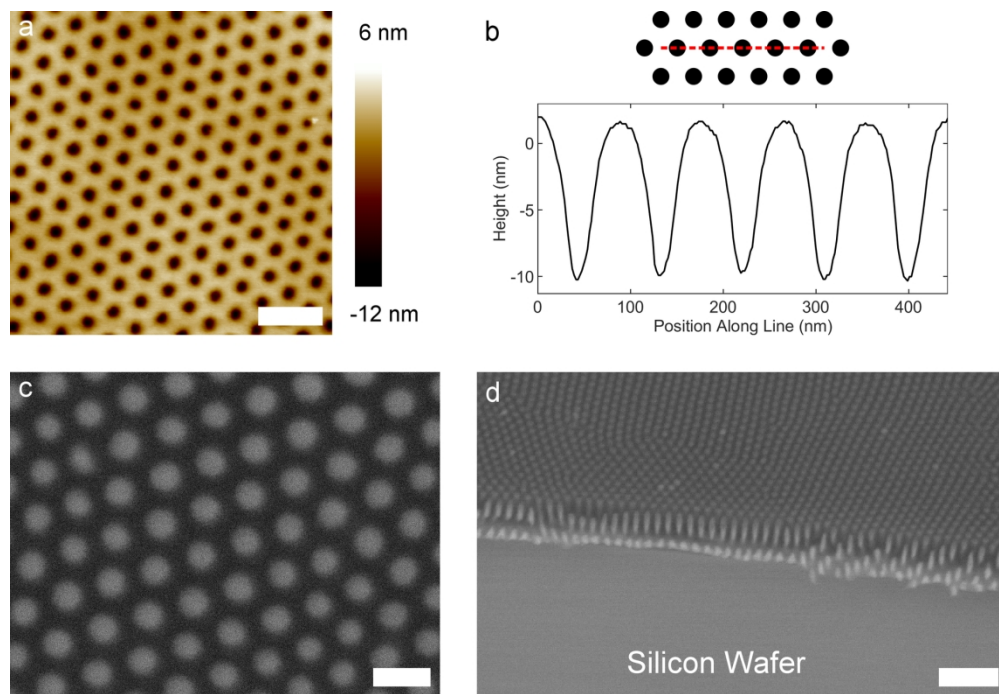 a
6 nm
-12 nm
b
Height (nm)
0
-5
-10
0
100
200
300
400
Position Along Line (nm)
c
d
Silicon Wafer